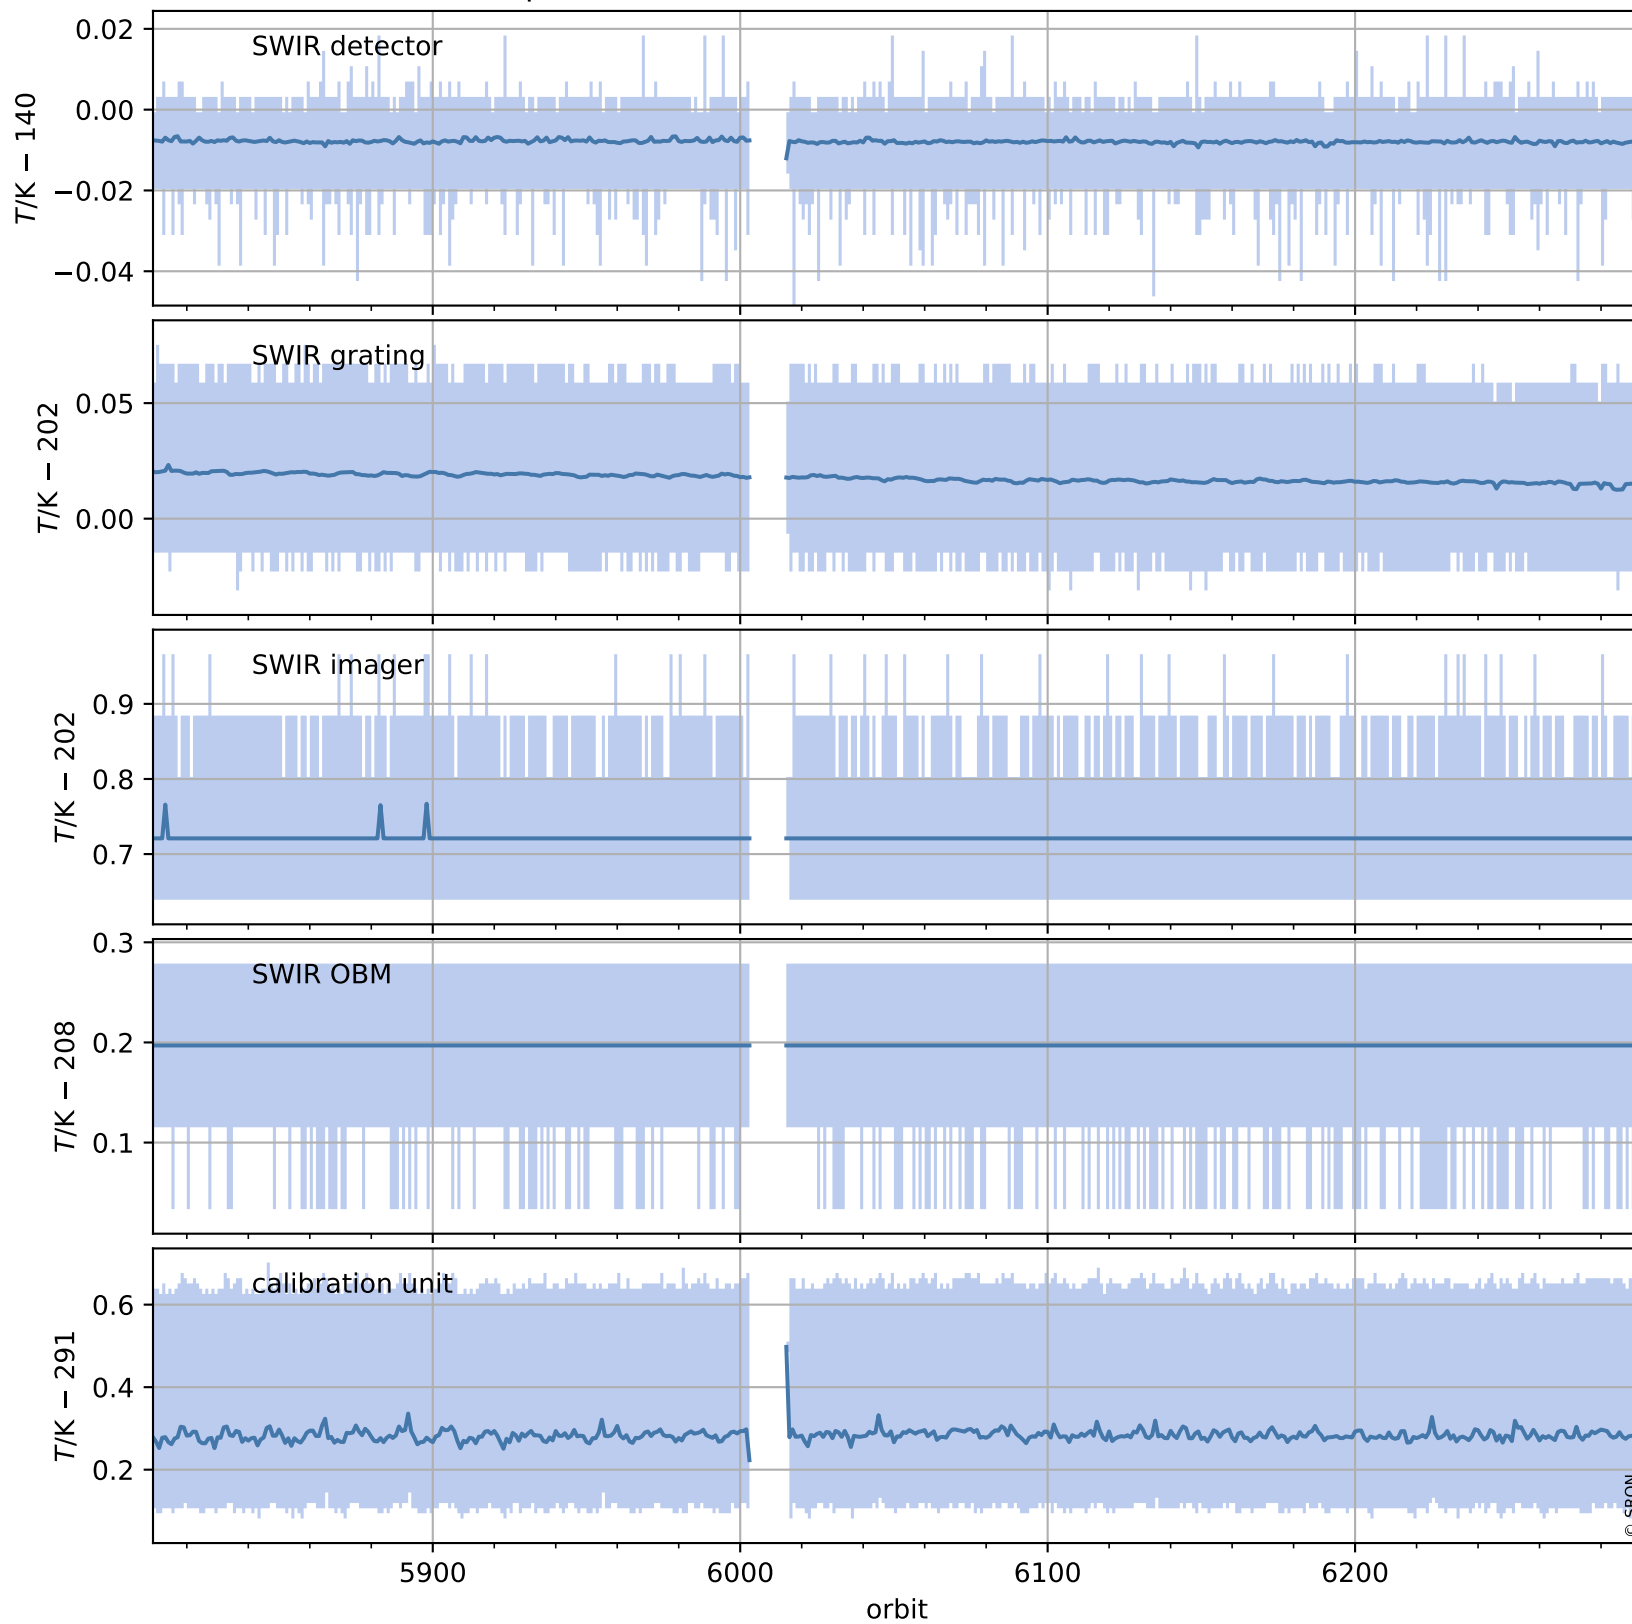 0.02
0.00
−0.02
−0.04
T/K − 140
SWIR detector
0.05
0.00
T/K − 202
SWIR grating
0.9
0.8
0.7
T/K − 202
SWIR imager
0.3
0.2
0.1
T/K − 208
SWIR OBM
0.6
0.4
0.2
T/K − 291
calibration unit
© SRON
5900
6000
6100
6200
orbit